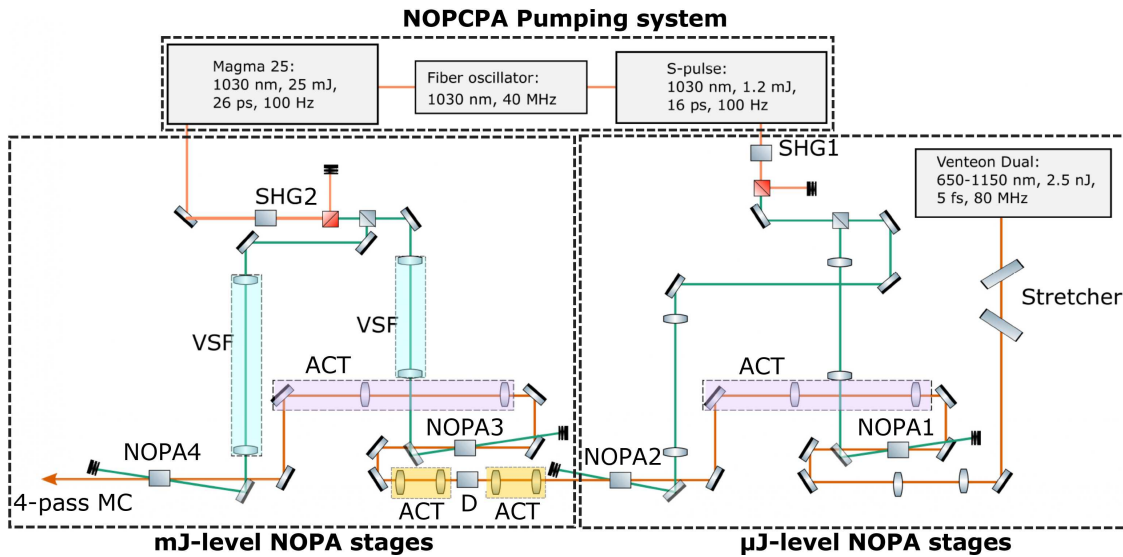 NOPCPA Pumping system
Magma 25:
1030 nm, 25 mJ,
26 ps, 100 Hz
Fiber oscillator:
1030 nm, 40 MHz
S-pulse:
1030 nm, 1.2 mJ,
16 ps, 100 Hz
SHG1
Venteon Dual:
650-1150 nm, 2.5 nJ,
5 fs, 80 MHz
SHG2
Stretcher
VSF
VSF
ACT
ACT
NOPA3
NOPA1
NOPA4
NOPA2
4-pass MC
ACT
D
ACT
mJ-level NOPA stages
µJ-level NOPA stages